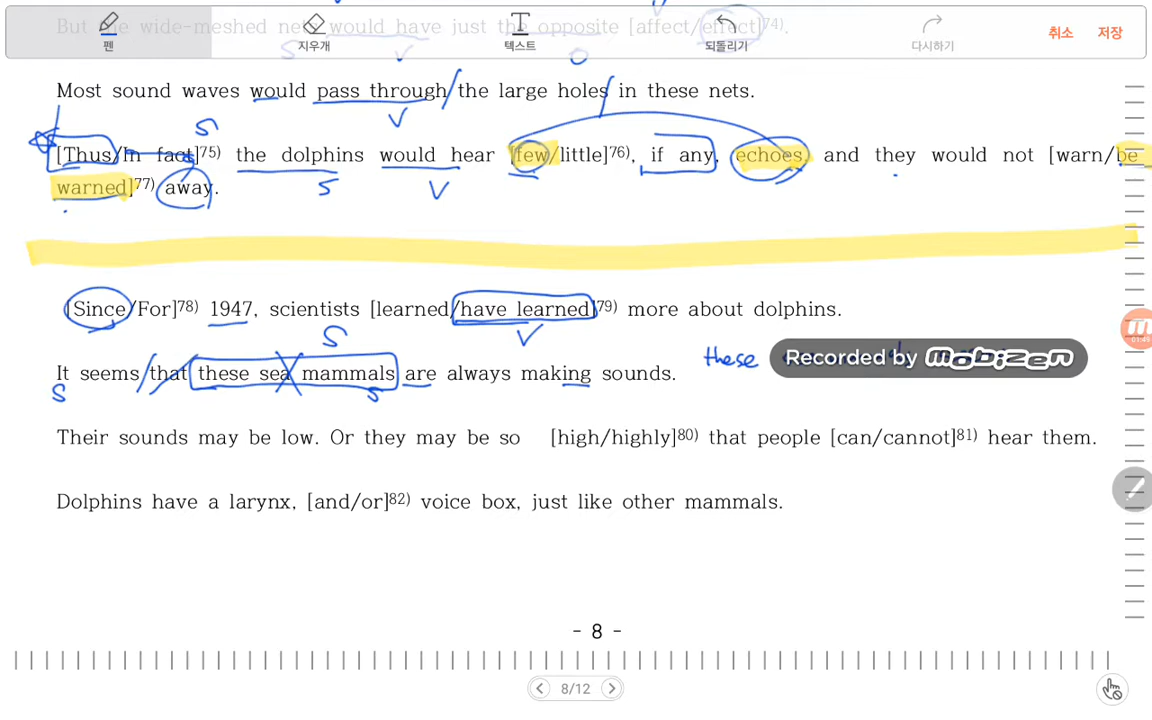 But the wide-meshed nets would have just the opposite [affect/effect]74).
펜 지우개 텍스트 되돌리기 다시하기 취소 저장
Most sound waves would pass through the large holes in these nets.
V
S
[Thus/In fact]75) the dolphins would hear [few/little]76), if any, echoes, and they would not [warn/be
warned]77) away.
S V
[Since/For]78) 1947, scientists [learned/have learned]79) more about dolphins.
S V
It seems that these sea mammals are always making sounds. these
S S
Recorded by mobizen
01:49
Their sounds may be low. Or they may be so [high/highly]80) that people [can/cannot]81) hear them.
Dolphins have a larynx, [and/or]82) voice box, just like other mammals.
- 8 -
8/12